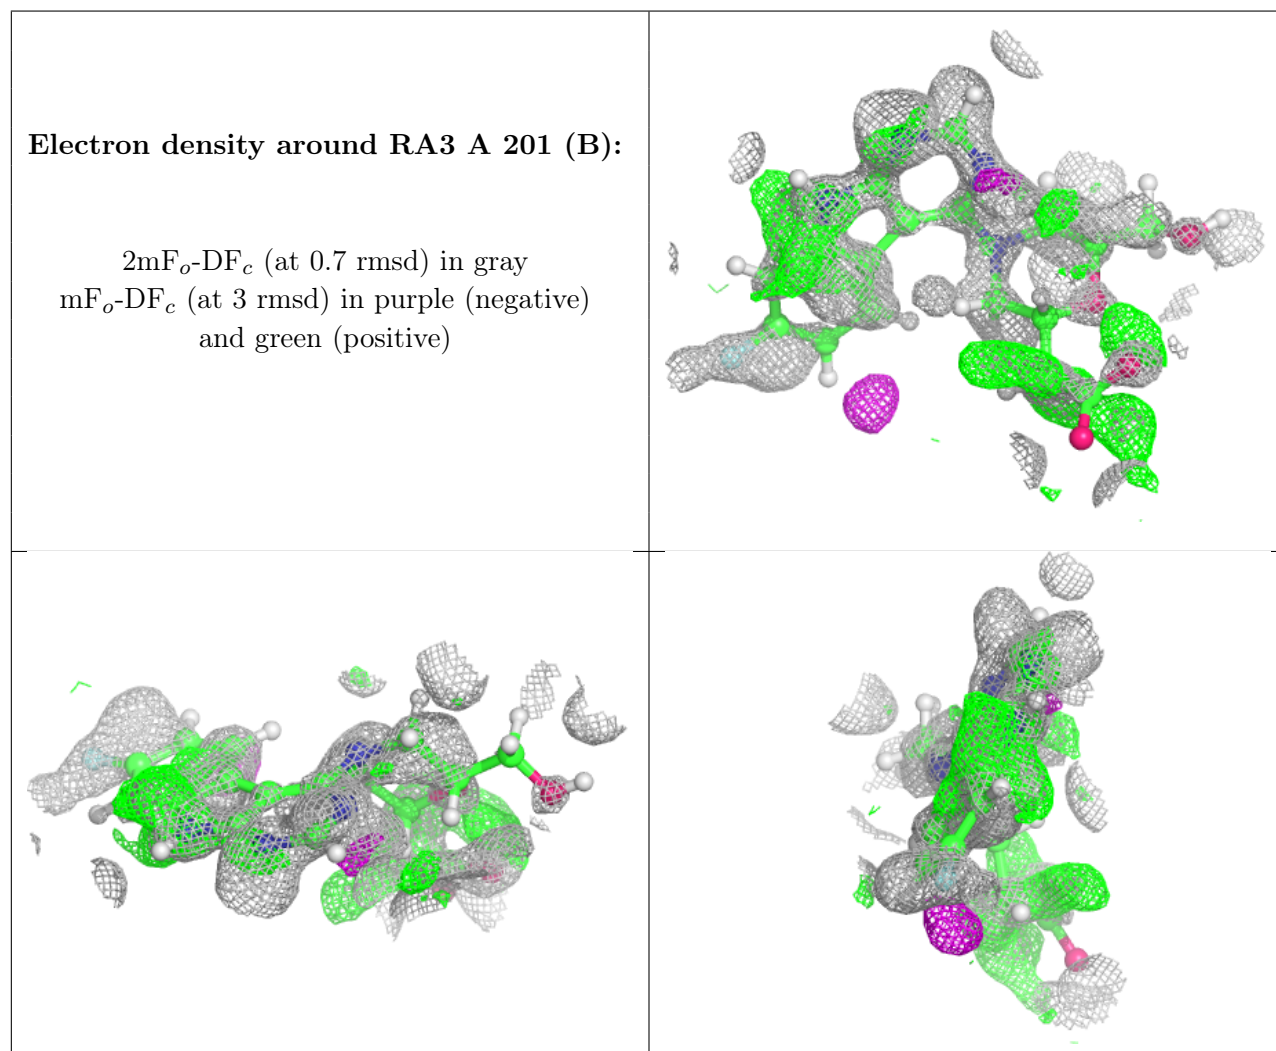 Electron density around RA3 A 201 (B):
2mFₒ-DF𝒸 (at 0.7 rmsd) in gray
mFₒ-DF𝒸 (at 3 rmsd) in purple (negative)
and green (positive)